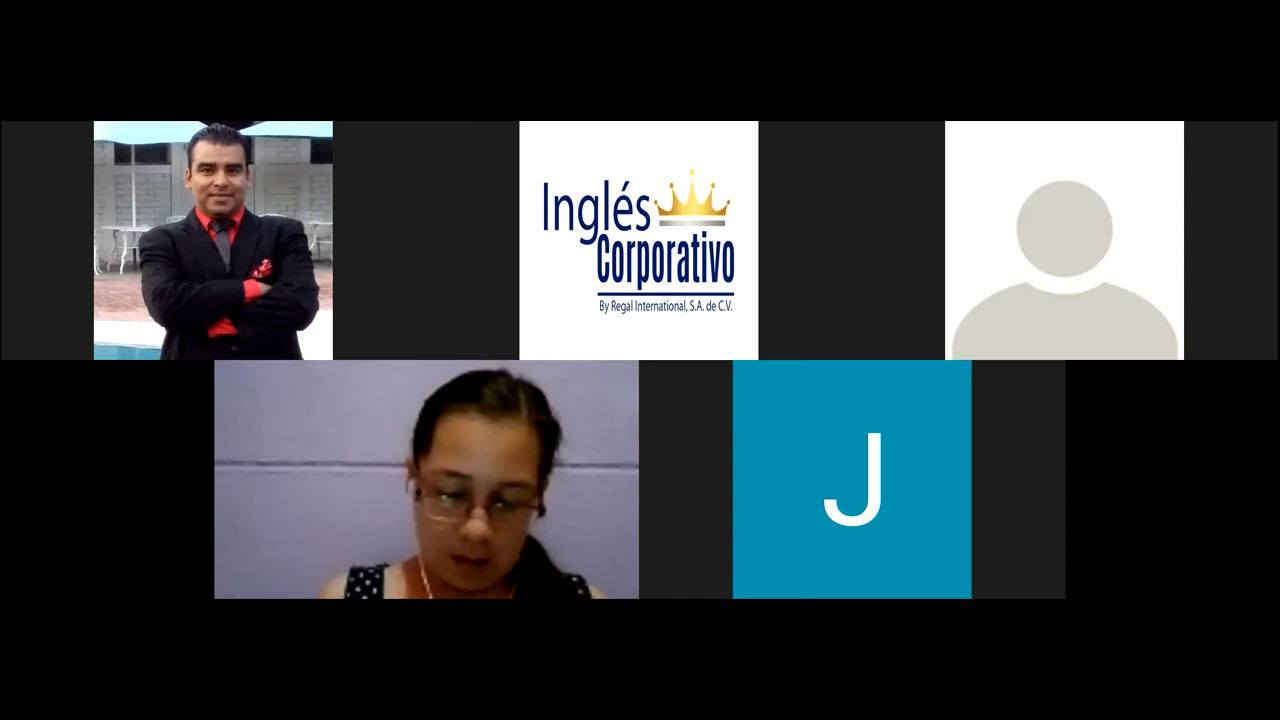 Inglés
Corporativo
By Regal International, S.A. de C.V.
J